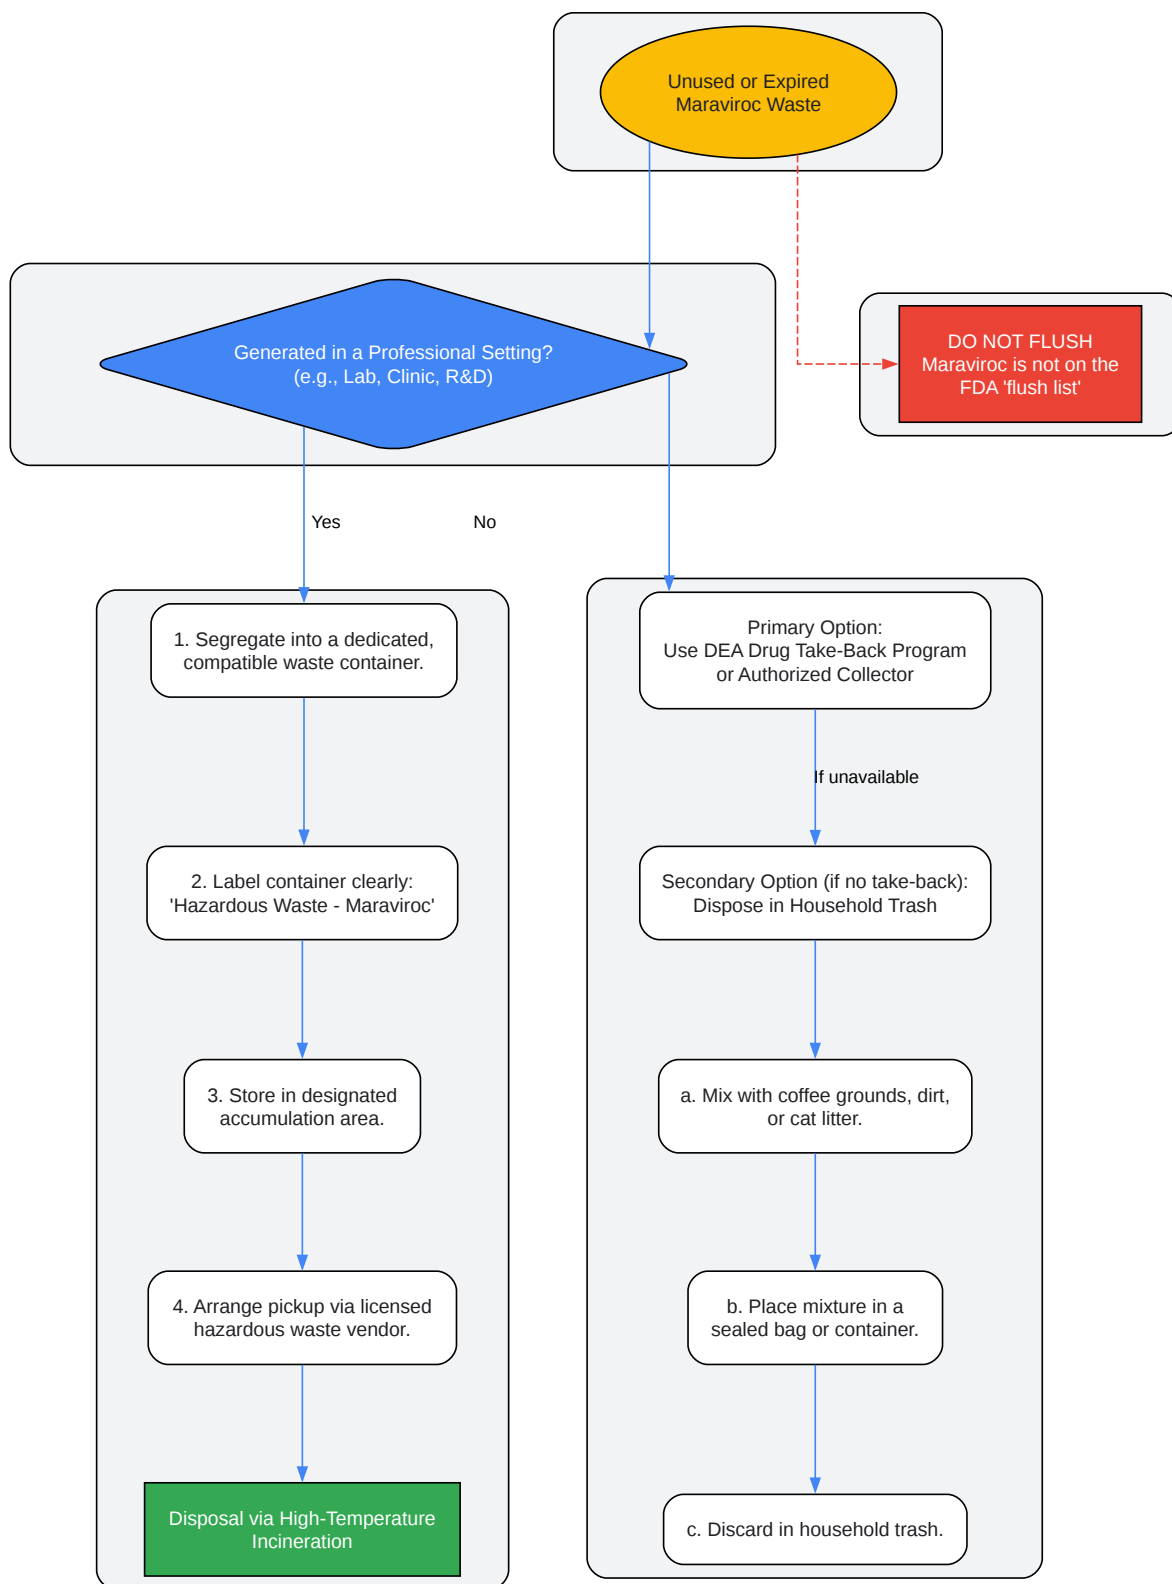 Unused or Expired
Maraviroc Waste
Generated in a Professional Setting?
(e.g., Lab, Clinic, R&D)
DO NOT FLUSH
Maraviroc is not on the
FDA 'flush list'
Yes
No
1. Segregate into a dedicated,
compatible waste container.
2. Label container clearly:
'Hazardous Waste - Maraviroc'
3. Store in designated
accumulation area.
4. Arrange pickup via licensed
hazardous waste vendor.
Disposal via High-Temperature
Incineration
Primary Option:
Use DEA Drug Take-Back Program
or Authorized Collector
If unavailable
Secondary Option (if no take-back):
Dispose in Household Trash
a. Mix with coffee grounds, dirt,
or cat litter.
b. Place mixture in a
sealed bag or container.
c. Discard in household trash.